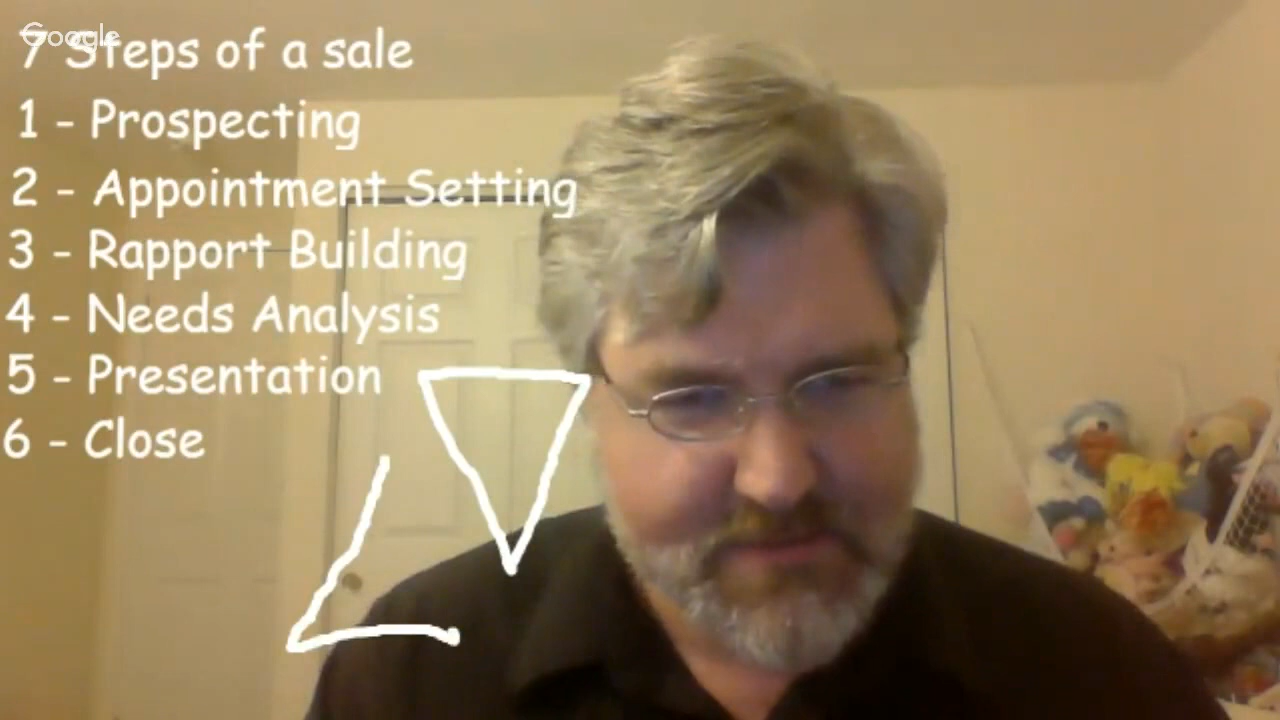 Google
7 Steps of a sale
1 - Prospecting
2 - Appointment Setting
3 - Rapport Building
4 - Needs Analysis
5 - Presentation
6 - Close